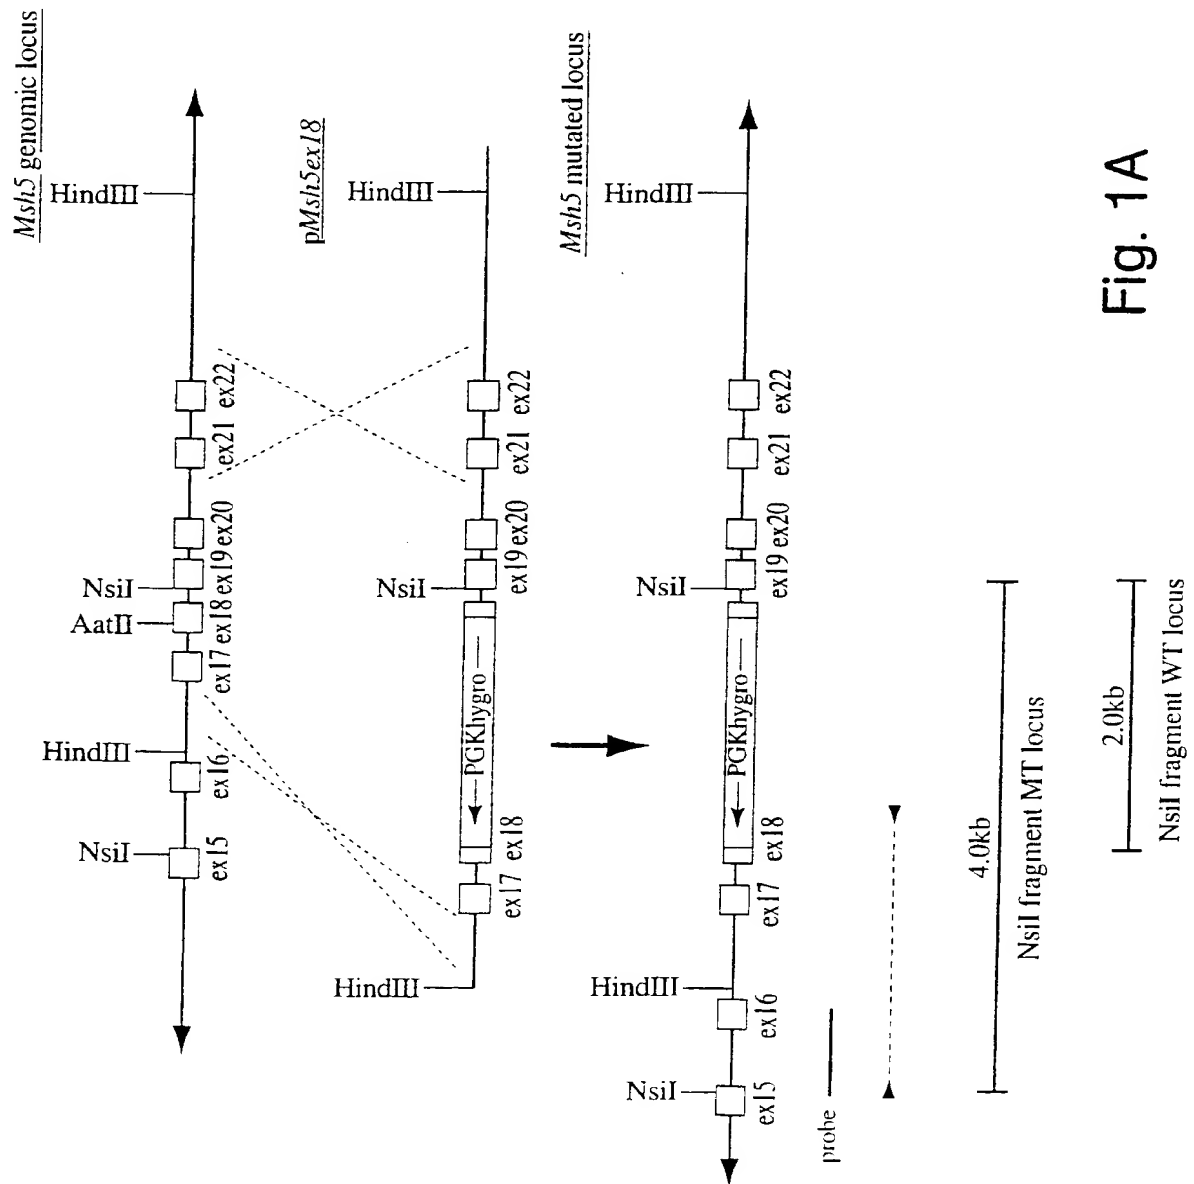 Msh5 genomic locus
HindIII
NsiI
AatII
HindIII
NsiI
ex15
ex16
ex17
ex18
ex19
ex20
ex21
ex22
pMsh5ex18
HindIII
NsiI
HindIII
PGKhygro
ex17
ex18
ex19
ex20
ex21
ex22
Msh5 mutated locus
HindIII
NsiI
HindIII
NsiI
PGKhygro
ex15
ex16
ex17
ex18
ex19
ex20
ex21
ex22
probe
4.0kb
NsiI fragment MT locus
2.0kb
NsiI fragment WT locus
Fig. 1A